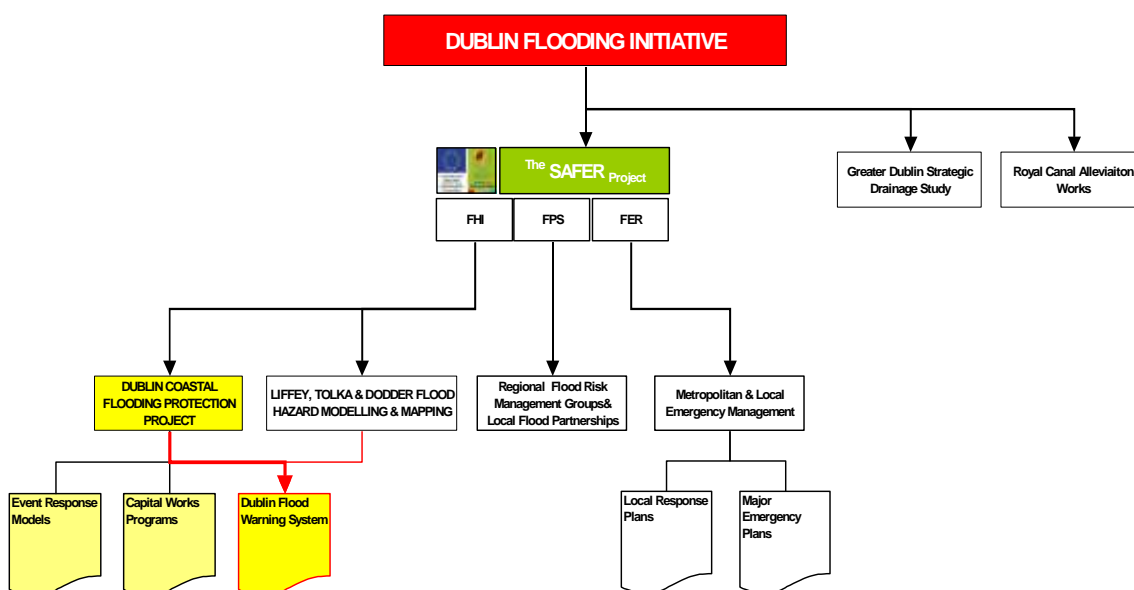 DUBLIN FLOODING INITIATIVE
The SAFER Project
Greater Dublin Strategic
Drainage Study
Royal Canal Alleviaiton
Works
FHI
FPS
FER
DUBLIN COASTAL
FLOODING PROTECTION
PROJECT
LIFFEY, TOLKA & DODDER FLOOD
HAZARD MODELLING & MAPPING
Regional Flood Risk
Management Groups&
Local Flood Partnerships
Metropolitan & Local
Emergency Management
Event Response
Models
Capital Works
Programs
Dublin Flood
Warning System
Local Response
Plans
Major
Emergency
Plans